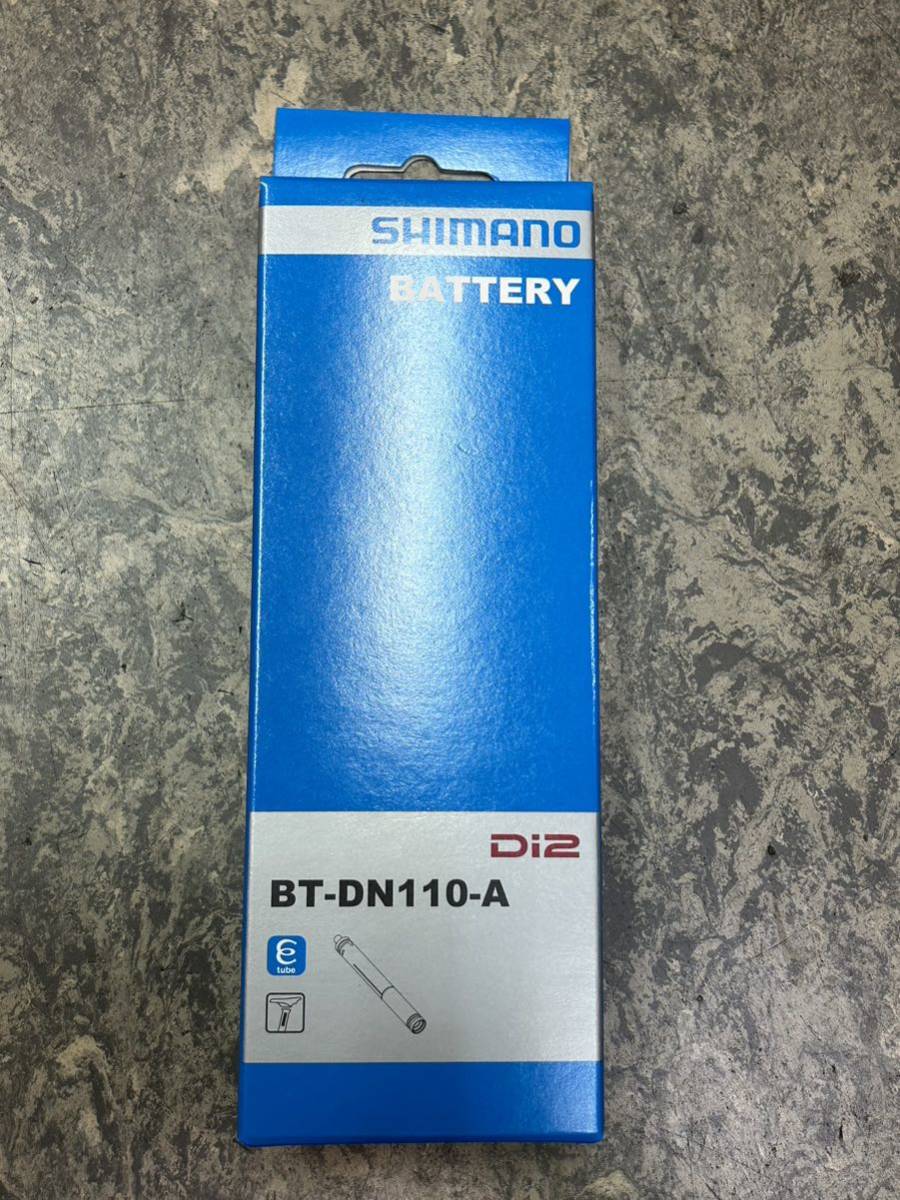 SHIMANO
BATTERY
Di2
BT-DN110-A
tube